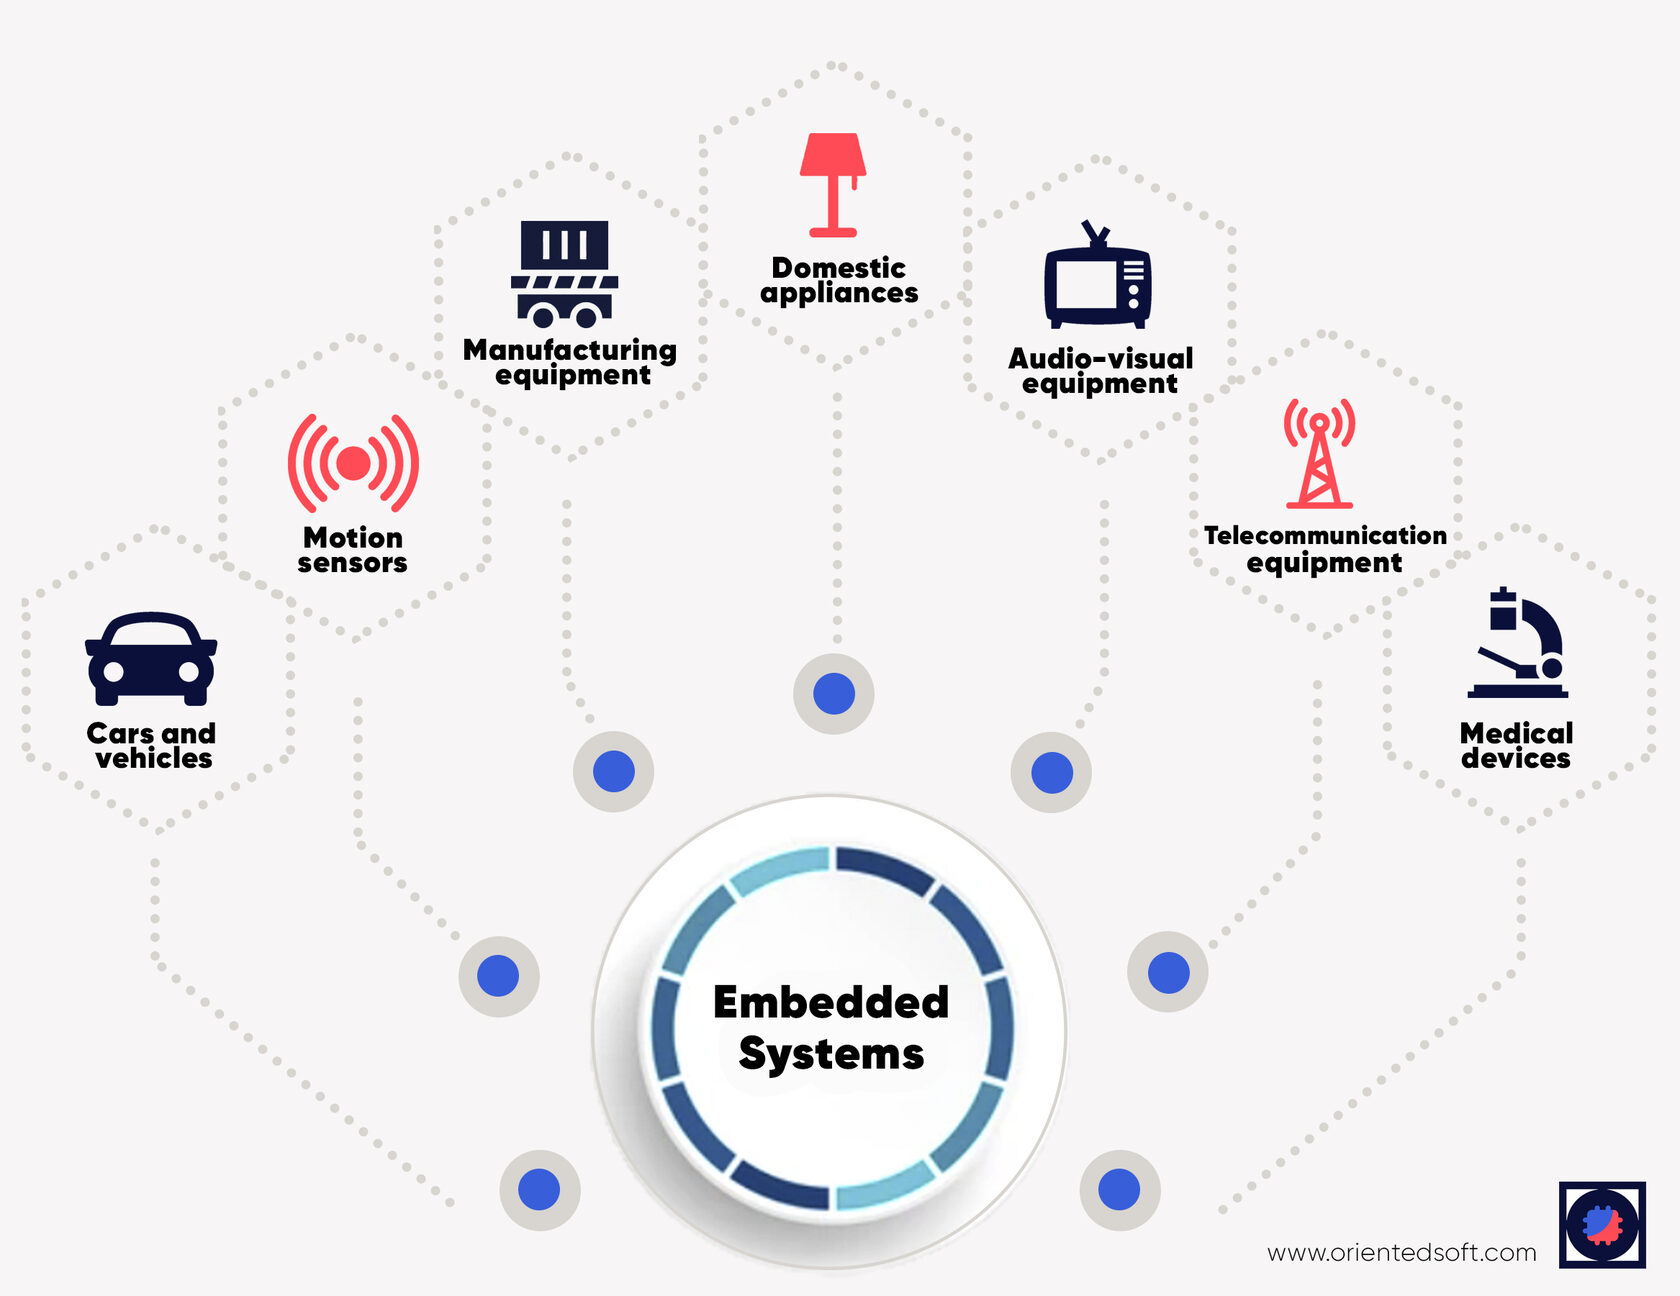 Domestic
appliances
Manufacturing
equipment
Audio-visual
equipment
Motion
sensors
Telecommunication
equipment
Cars and
vehicles
Medical
devices
Embedded
Systems
www.orientedsoft.com